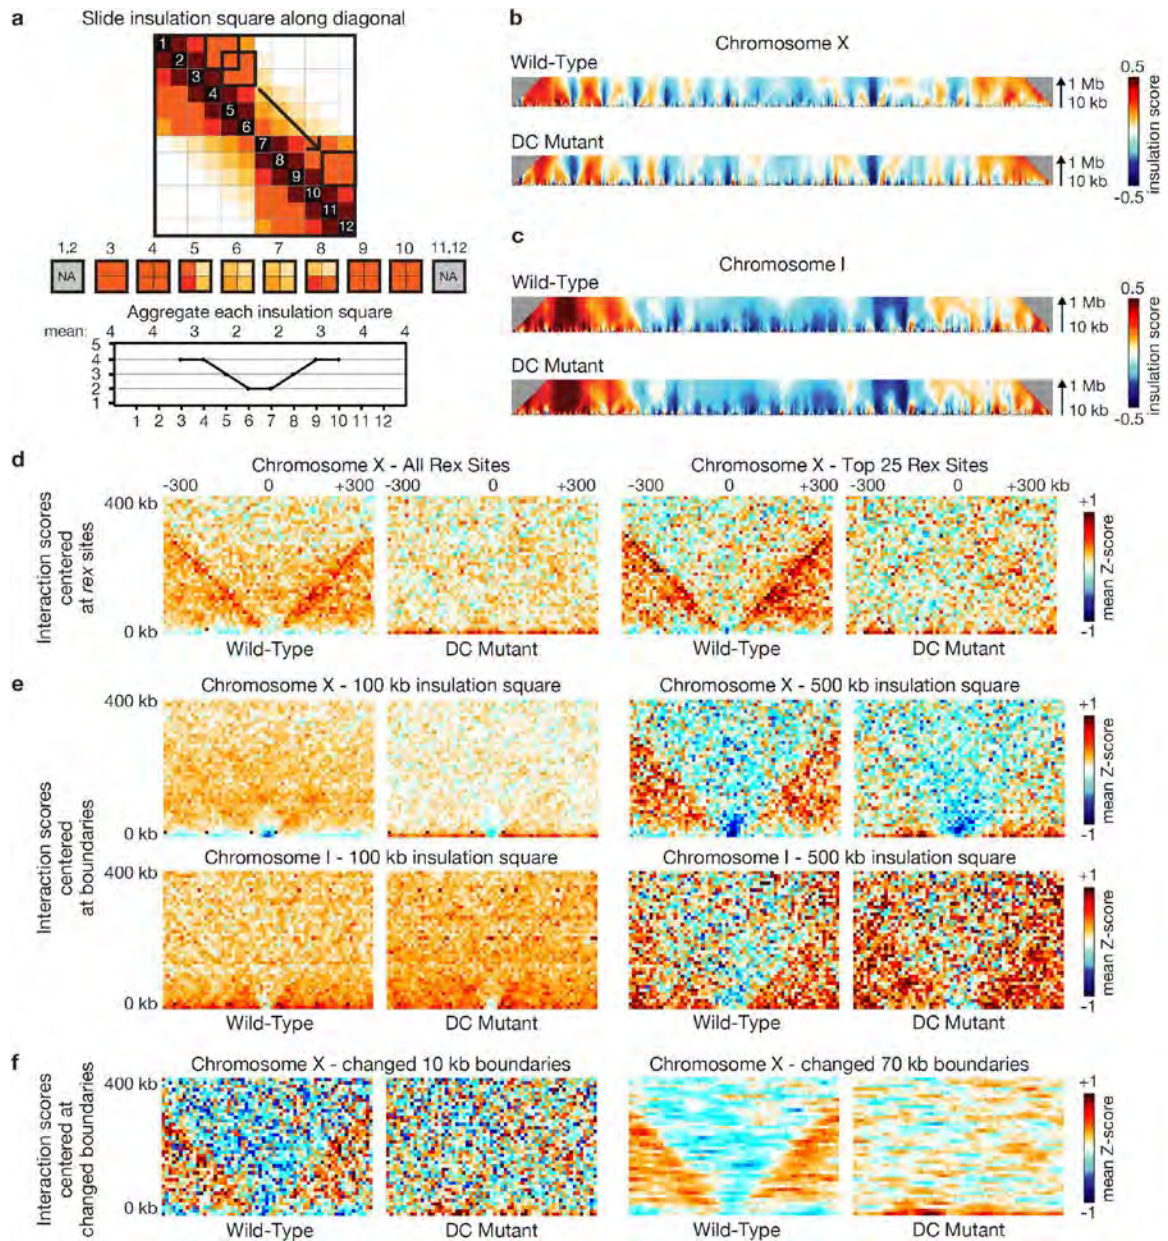 a
Slide insulation square along diagonal
1
2
3
4
5
6
7
8
9
10
11
12
1,2 3 4 5 6 7 8 9 10 11,12
NA NA
Aggregate each insulation square
mean: 4 4 3 2 2 3 4 4
5
4
3
2
1
1 2 3 4 5 6 7 8 9 10 11 12
b
Chromosome X
Wild-Type
1 Mb
10 kb
DC Mutant
1 Mb
10 kb
0.5
insulation score
-0.5
c
Chromosome I
Wild-Type
1 Mb
10 kb
DC Mutant
1 Mb
10 kb
0.5
insulation score
-0.5
d
Chromosome X - All Rex Sites Chromosome X - Top 25 Rex Sites
-300 0 +300 -300 0 +300 -300 0 +300 -300 0 +300 kb
400 kb
0 kb
Interaction scores
centered
at rex sites
Wild-Type DC Mutant Wild-Type DC Mutant
+1
mean Z-score
-1
e
Chromosome X - 100 kb insulation square Chromosome X - 500 kb insulation square
400 kb
0 kb
+1
mean Z-score
-1
Interaction scores
centered
at boundaries
Chromosome I - 100 kb insulation square Chromosome I - 500 kb insulation square
400 kb
0 kb
Wild-Type DC Mutant Wild-Type DC Mutant
+1
mean Z-score
-1
f
Chromosome X - changed 10 kb boundaries Chromosome X - changed 70 kb boundaries
400 kb
0 kb
Interaction scores
centered at
changed boundaries
Wild-Type DC Mutant Wild-Type DC Mutant
+1
mean Z-score
-1